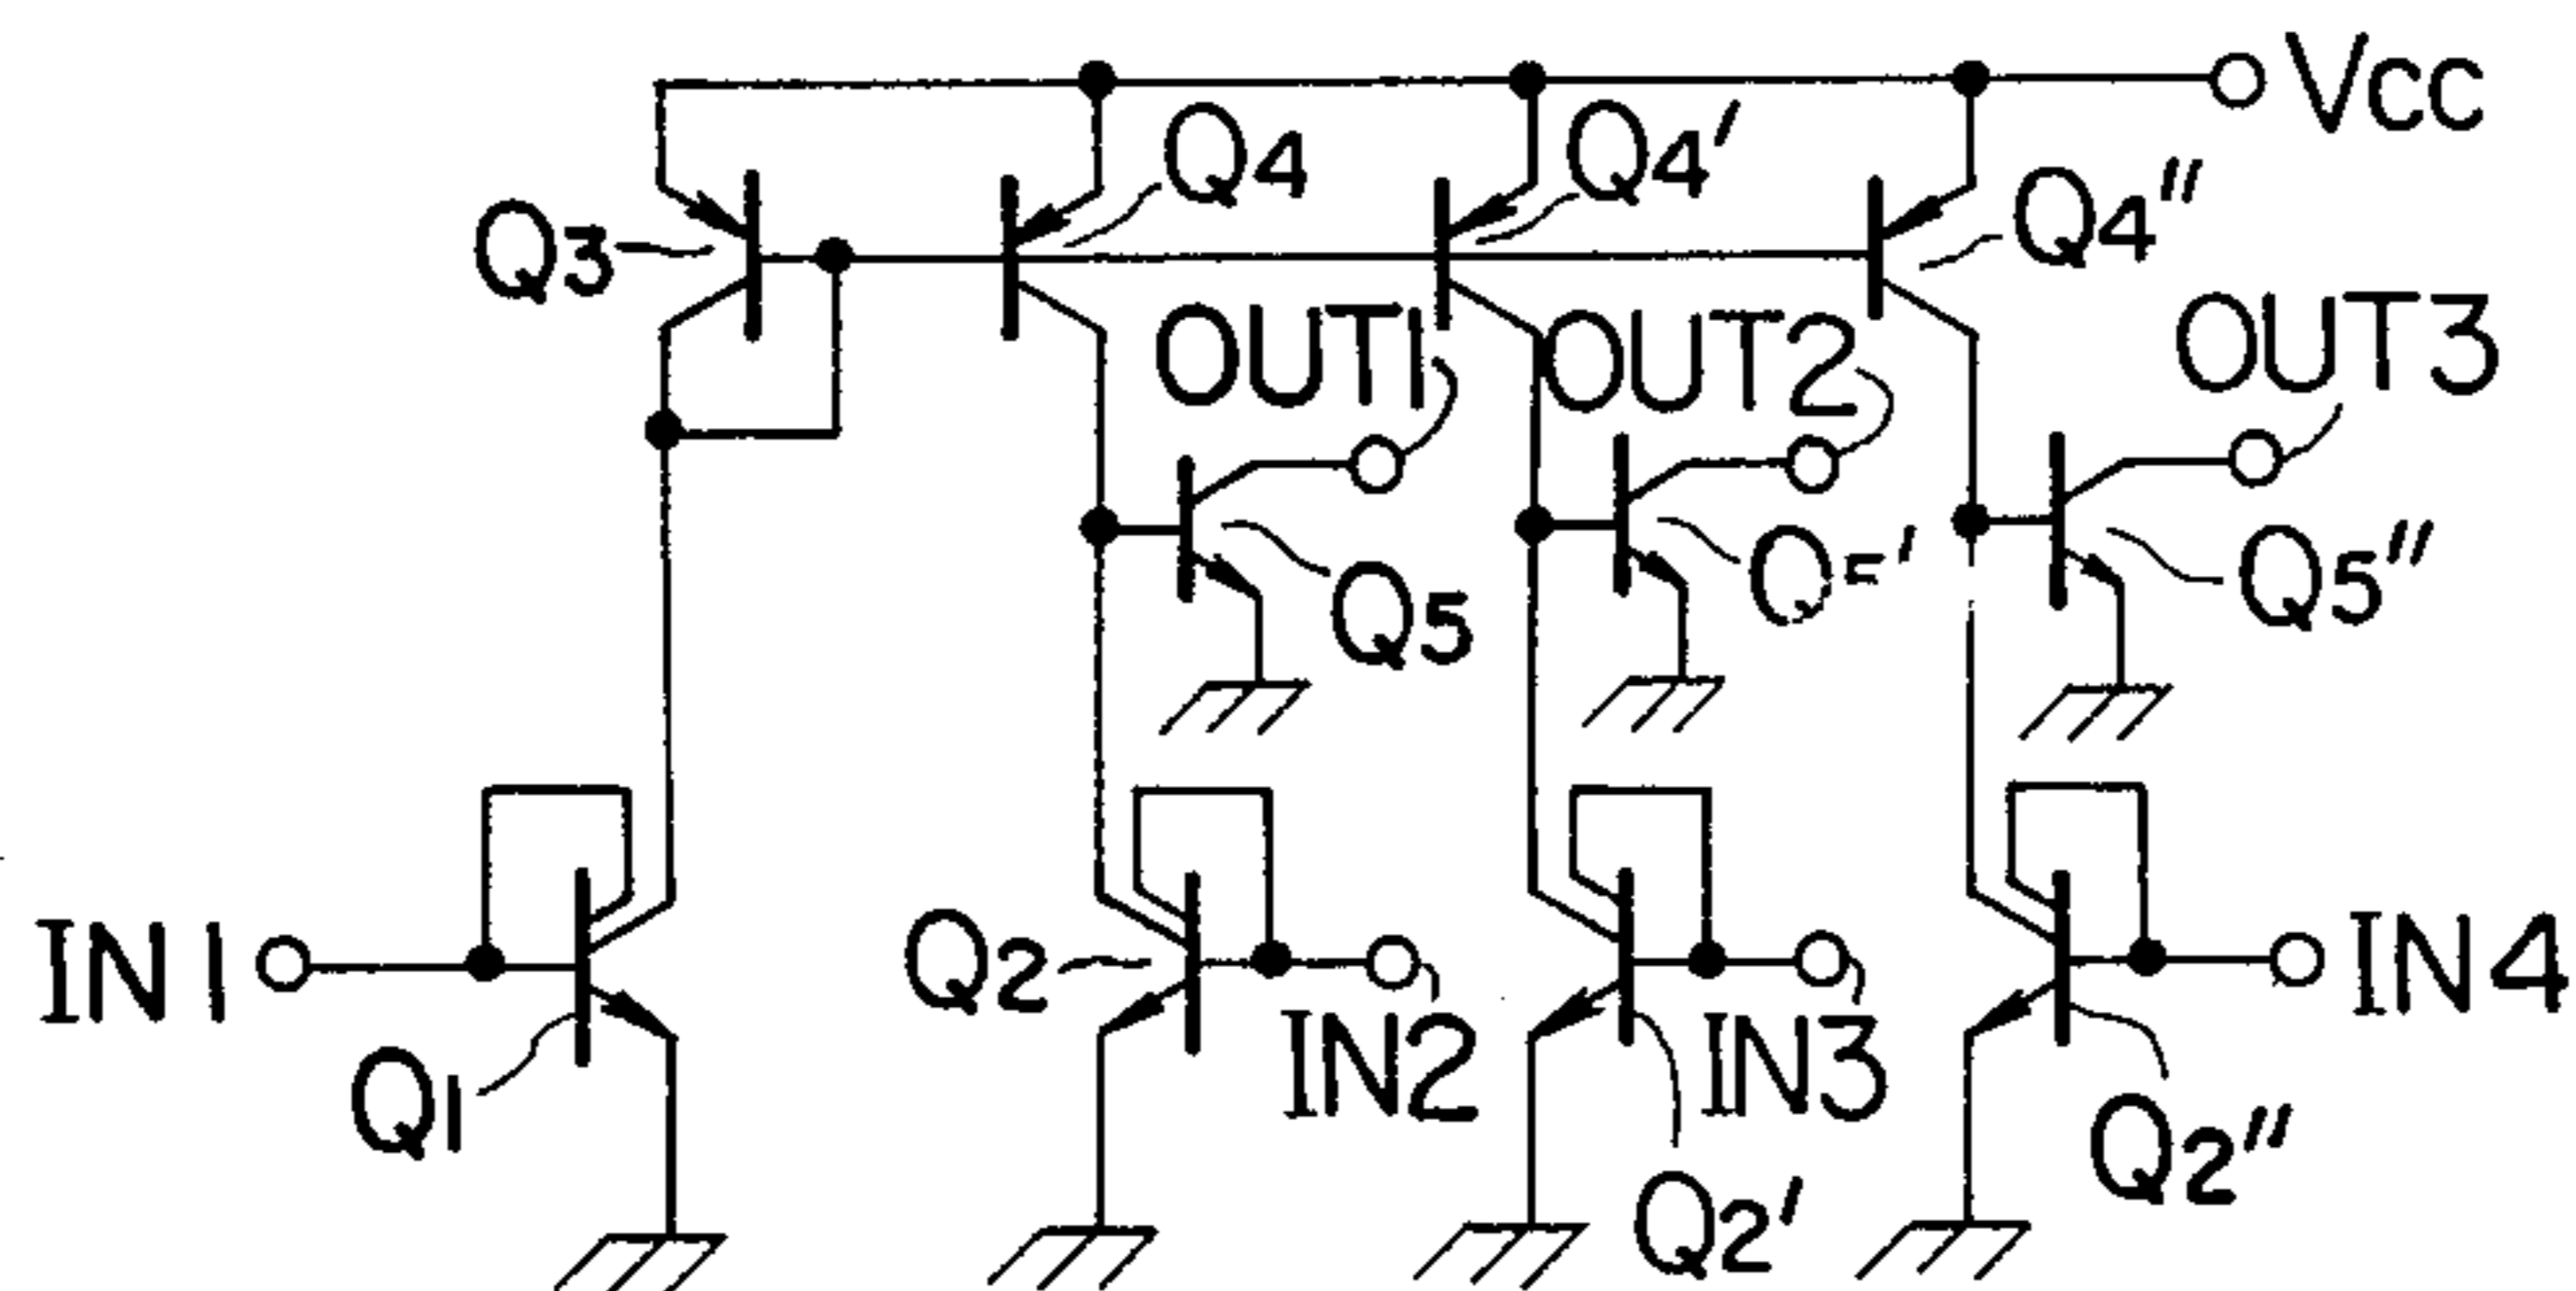 Vcc
Q4
Q4'
Q4"
Q3
OUT1
OUT2
OUT3
Q5
Q5"
IN1
Q2
IN4
Q1
IN2
IN3
Q2'
Q2"